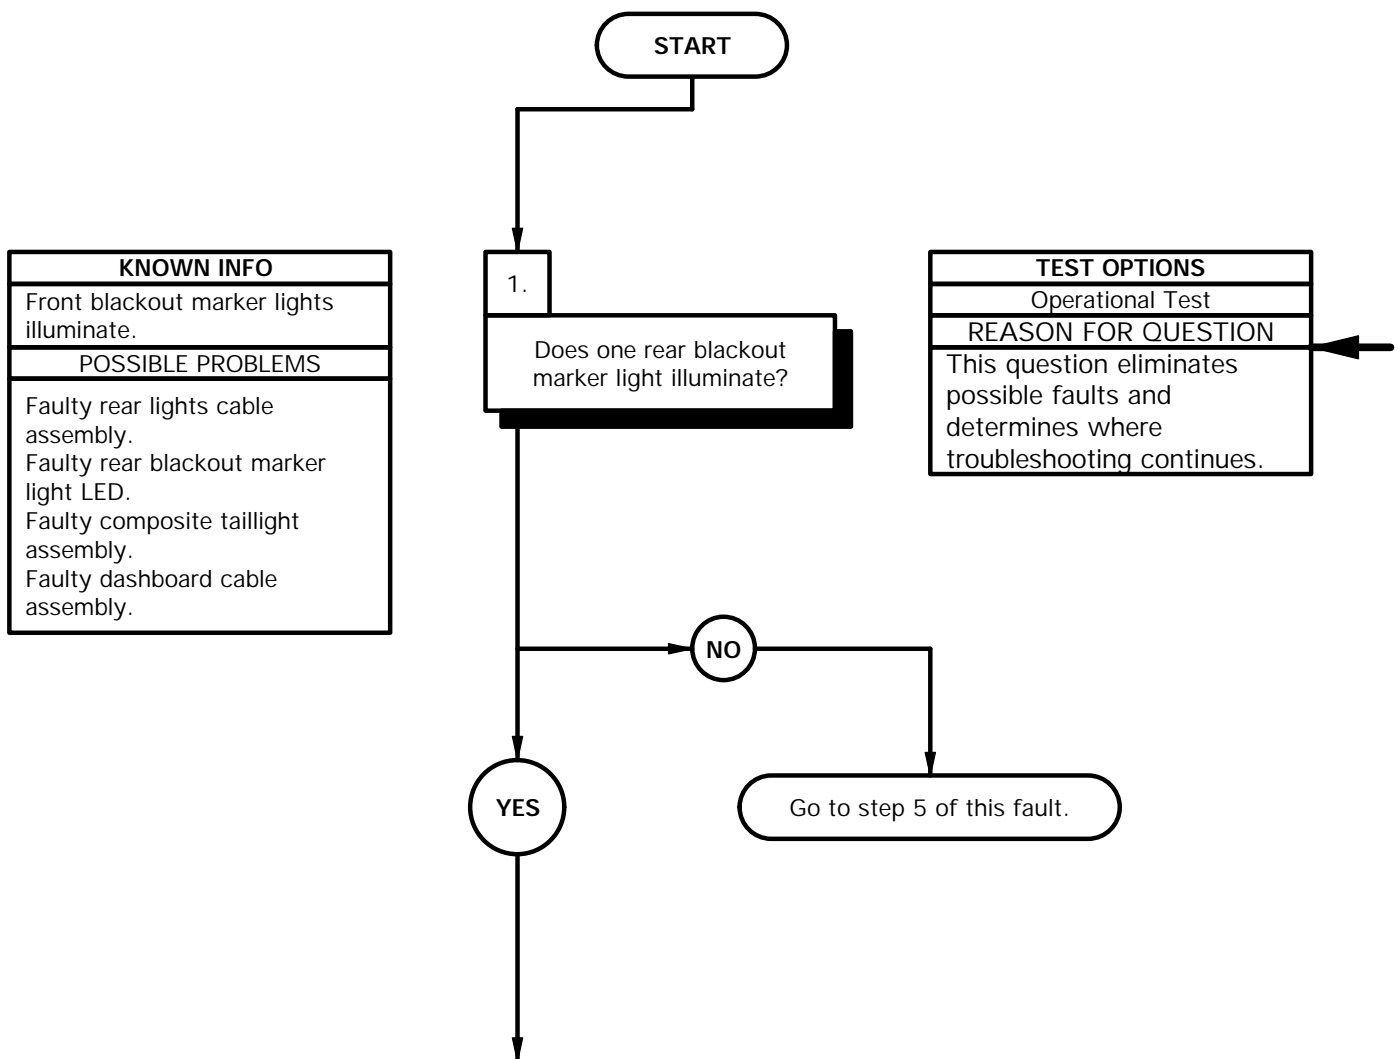 START
KNOWN INFO
Front blackout marker lights
illuminate.
POSSIBLE PROBLEMS
Faulty rear lights cable
assembly.
Faulty rear blackout marker
light LED.
Faulty composite taillight
assembly.
Faulty dashboard cable
assembly.
1.
Does one rear blackout
marker light illuminate?
TEST OPTIONS
Operational Test
REASON FOR QUESTION
This question eliminates
possible faults and
determines where
troubleshooting continues.
NO
YES
Go to step 5 of this fault.